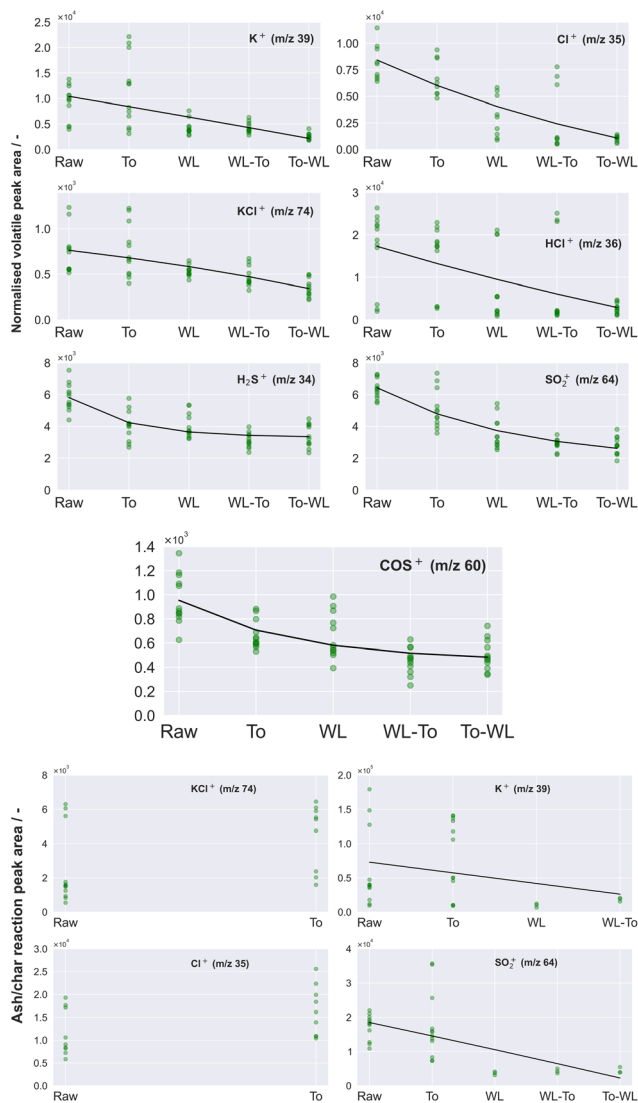 Normalised volatile peak area / -
×10⁴
K⁺ (m/z 39)
2.5
2.0
1.5
1.0
0.5
0.0
Raw To WL WL-To To-WL
×10⁴
Cl⁺ (m/z 35)
1.00
0.75
0.50
0.25
0.00
Raw To WL WL-To To-WL
×10³
KCl⁺ (m/z 74)
1.0
0.5
0.0
Raw To WL WL-To To-WL
×10⁴
HCl⁺ (m/z 36)
3
2
1
0
Raw To WL WL-To To-WL
×10³
H₂S⁺ (m/z 34)
8
6
4
2
0
Raw To WL WL-To To-WL
×10³
SO₂⁺ (m/z 64)
8
6
4
2
0
Raw To WL WL-To To-WL
×10³
COS⁺ (m/z 60)
1.4
1.2
1.0
0.8
0.6
0.4
0.2
0.0
Raw To WL WL-To To-WL
Ash/char reaction peak area / -
×10³
KCl⁺ (m/z 74)
8
6
4
2
0
Raw To
K⁺ (m/z 39)
2.0
1.5
1.0
0.5
0.0
Raw To WL WL-To
×10⁴
Cl⁺ (m/z 35)
3.0
2.5
2.0
1.5
1.0
0.5
0.0
Raw To
×10⁴
SO₂⁺ (m/z 64)
4
3
2
1
0
Raw To WL WL-To To-WL